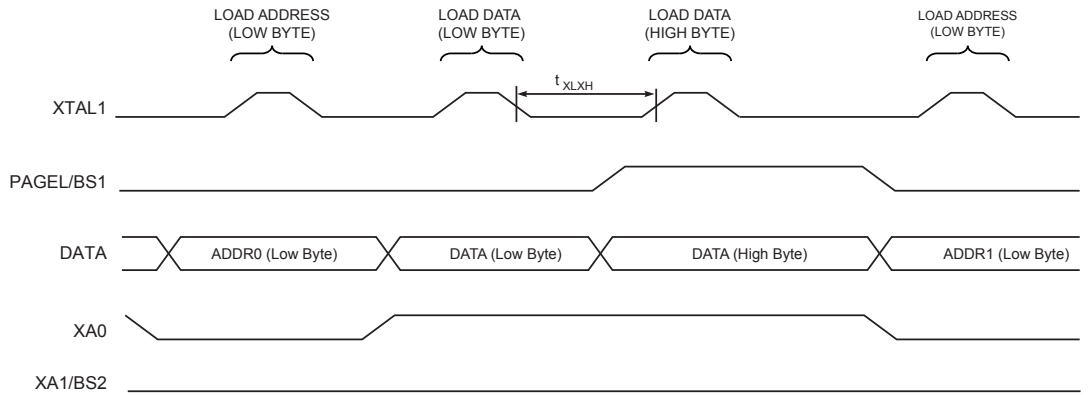 LOAD ADDRESS
(LOW BYTE)
LOAD DATA
(LOW BYTE)
LOAD DATA
(HIGH BYTE)
LOAD ADDRESS
(LOW BYTE)
t XLXH
XTAL1
PAGEL/BS1
DATA
ADDR0 (Low Byte)
DATA (Low Byte)
DATA (High Byte)
ADDR1 (Low Byte)
XA0
XA1/BS2